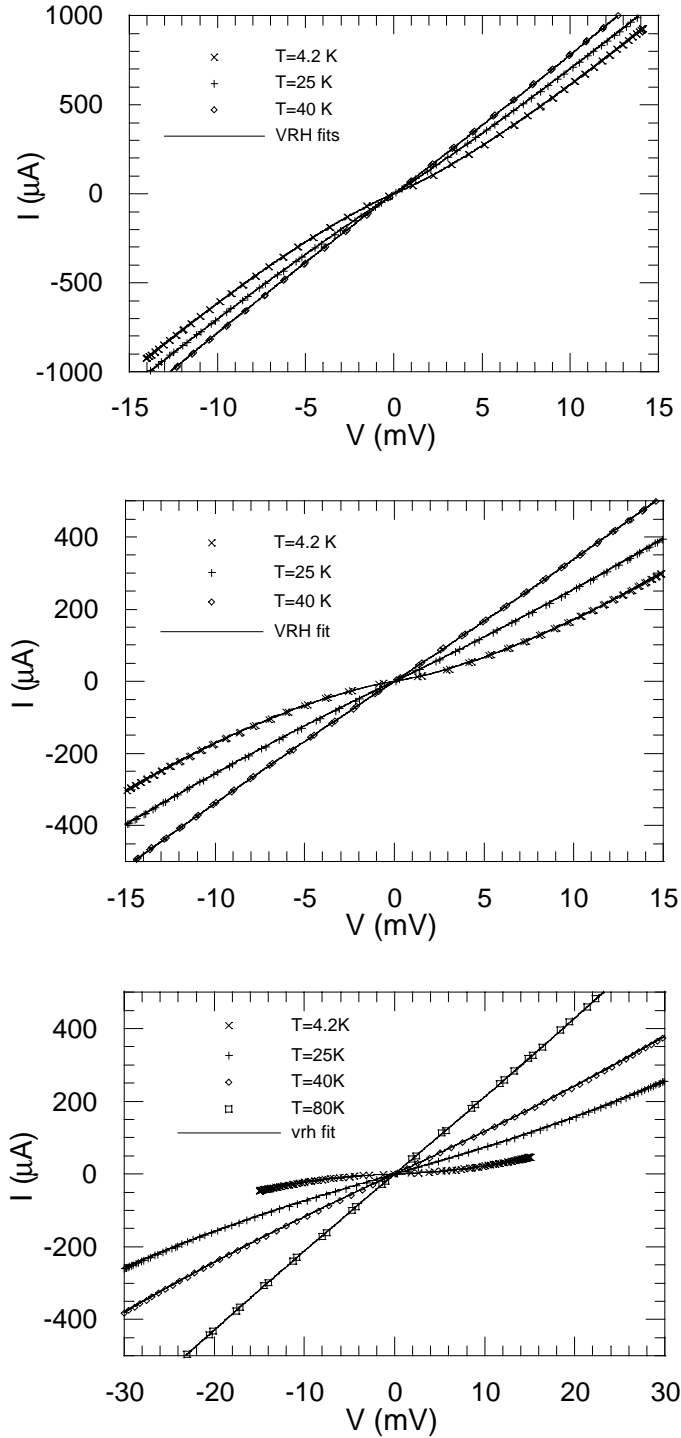 1000
500
0
-500
-1000
I (μA)
T=4.2 K
T=25 K
T=40 K
VRH fits
-15 -10 -5 0 5 10 15
V (mV)
400
200
0
-200
-400
I (μA)
T=4.2 K
T=25 K
T=40 K
VRH fit
-15 -10 -5 0 5 10 15
V (mV)
400
200
0
-200
-400
I (μA)
T=4.2K
T=25K
T=40K
T=80K
vrh fit
-30 -20 -10 0 10 20 30
V (mV)